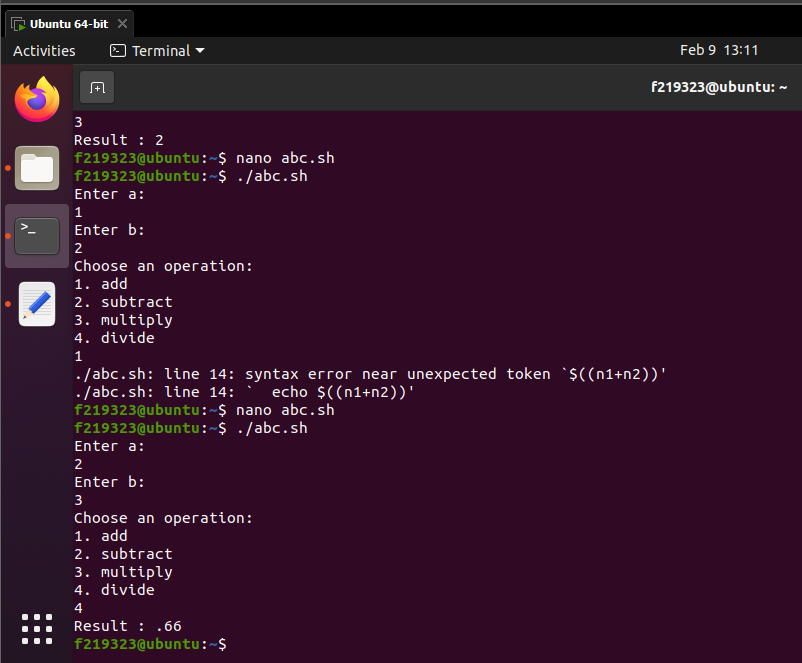 Ubuntu 64-bit
Activities
Terminal
Feb 9 13:11
f219323@ubuntu: ~
3
Result : 2
f219323@ubuntu:~$ nano abc.sh
f219323@ubuntu:~$ ./abc.sh
Enter a:
1
Enter b:
2
Choose an operation:
1. add
2. subtract
3. multiply
4. divide
1
./abc.sh: line 14: syntax error near unexpected token `$((n1+n2))'
./abc.sh: line 14: `  echo $((n1+n2))'
f219323@ubuntu:~$ nano abc.sh
f219323@ubuntu:~$ ./abc.sh
Enter a:
2
Enter b:
3
Choose an operation:
1. add
2. subtract
3. multiply
4. divide
4
Result : .66
f219323@ubuntu:~$